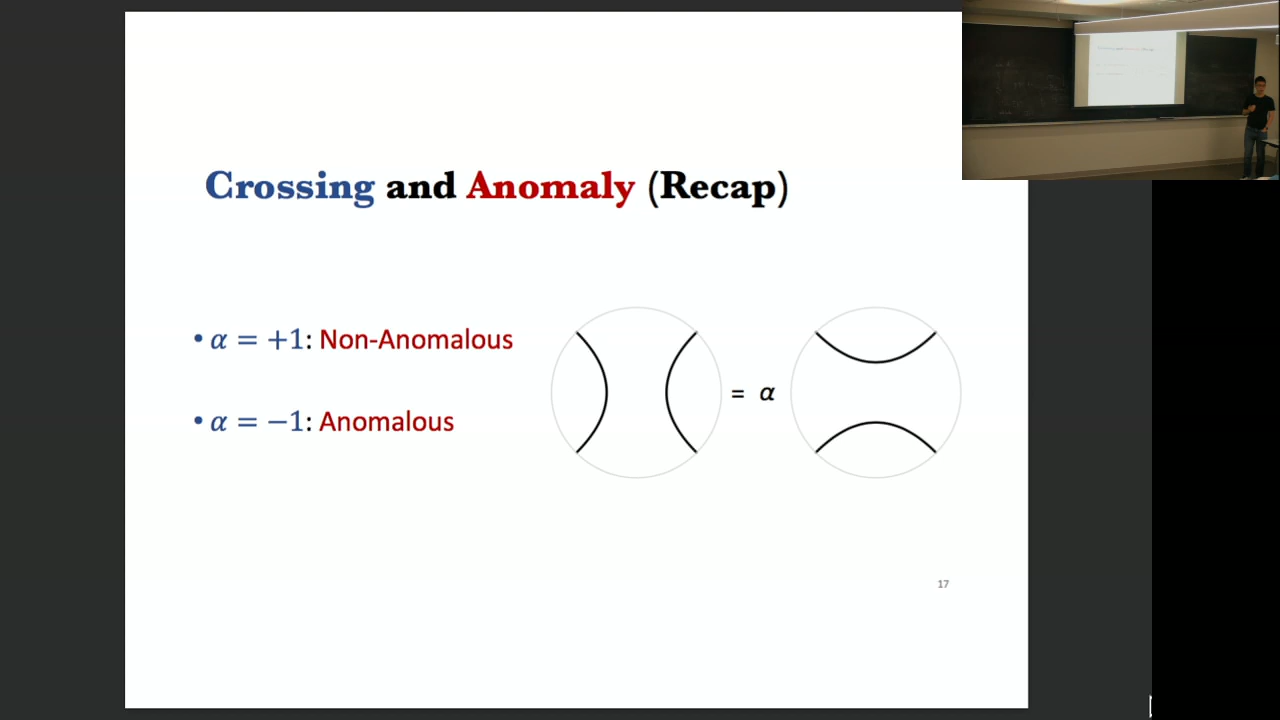 Crossing and Anomaly (Recap)
• α = +1: Non-Anomalous
= α
• α = −1: Anomalous
17